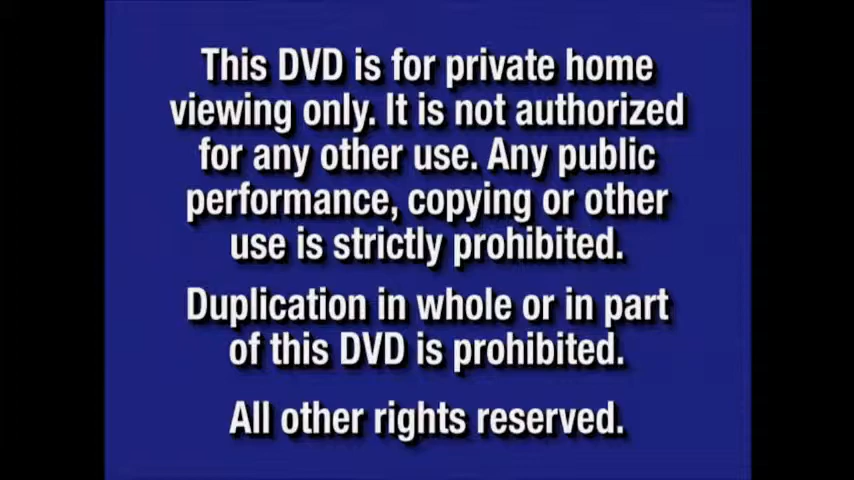 This DVD is for private home
viewing only. It is not authorized
for any other use. Any public
performance, copying or other
use is strictly prohibited.
Duplication in whole or in part
of this DVD is prohibited.
All other rights reserved.